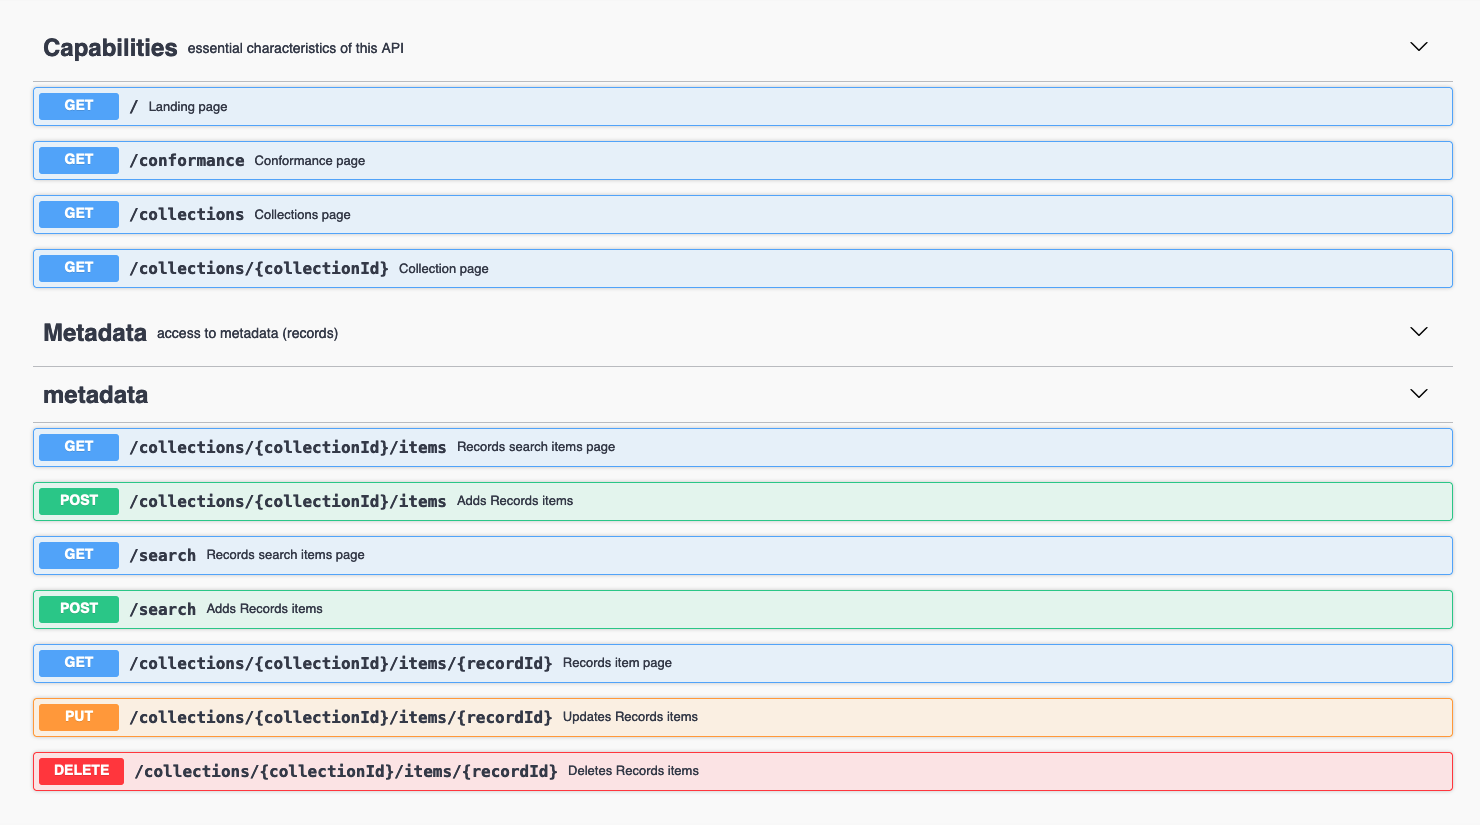 Capabilities essential characteristics of this API
GET / Landing page
GET /conformance Conformance page
GET /collections Collections page
GET /collections/{collectionId} Collection page
Metadata access to metadata (records)
metadata
GET /collections/{collectionId}/items Records search items page
POST /collections/{collectionId}/items Adds Records items
GET /search Records search items page
POST /search Adds Records items
GET /collections/{collectionId}/items/{recordId} Records item page
PUT /collections/{collectionId}/items/{recordId} Updates Records items
DELETE /collections/{collectionId}/items/{recordId} Deletes Records items